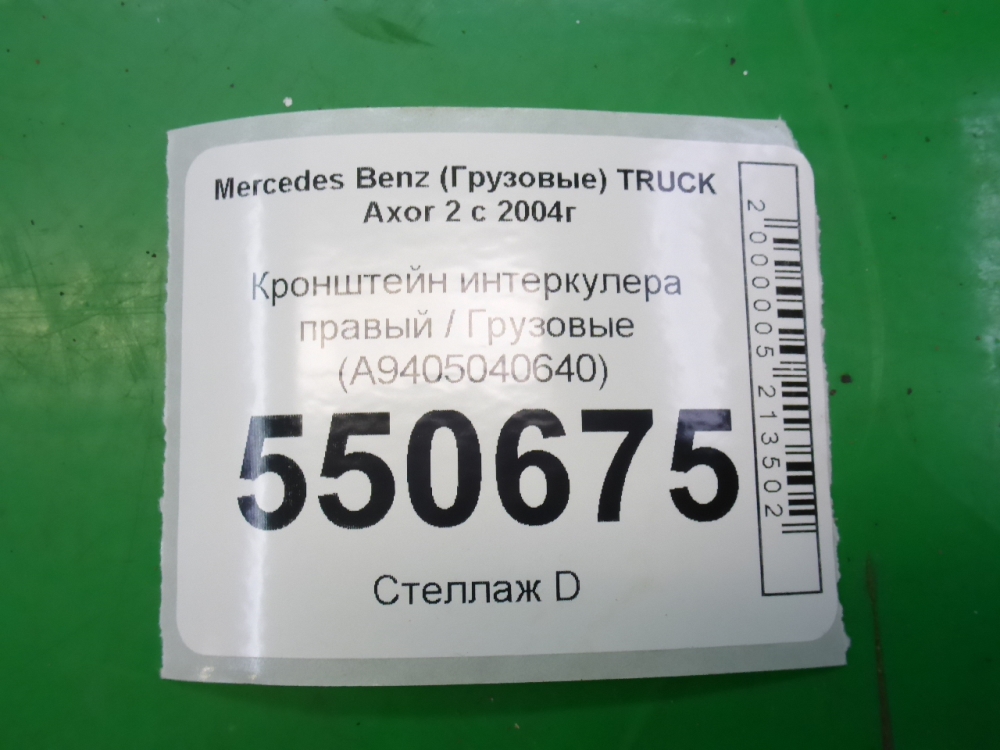 Mercedes Benz (Грузовые) TRUCK
Axor 2 с 2004г
Кронштейн интеркулера
правый / Грузовые
(A9405040640)
550675
Стеллаж D
2000005213502